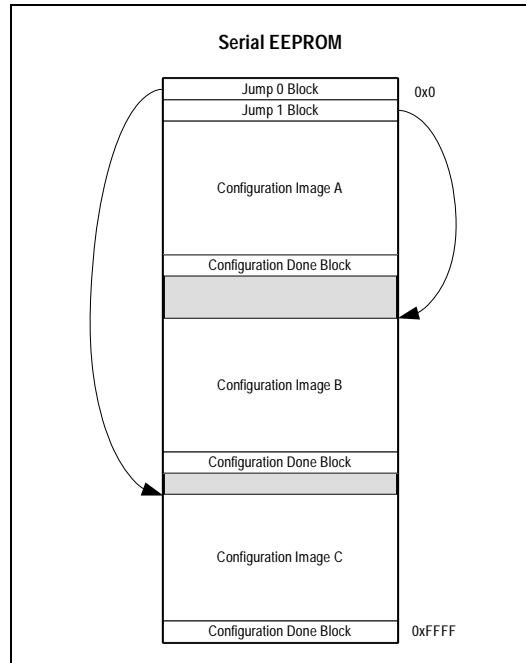 Serial EEPROM
Jump 0 Block
0x0
Jump 1 Block
Configuration Image A
Configuration Done Block
Configuration Image B
Configuration Done Block
Configuration Image C
Configuration Done Block
0xFFFF